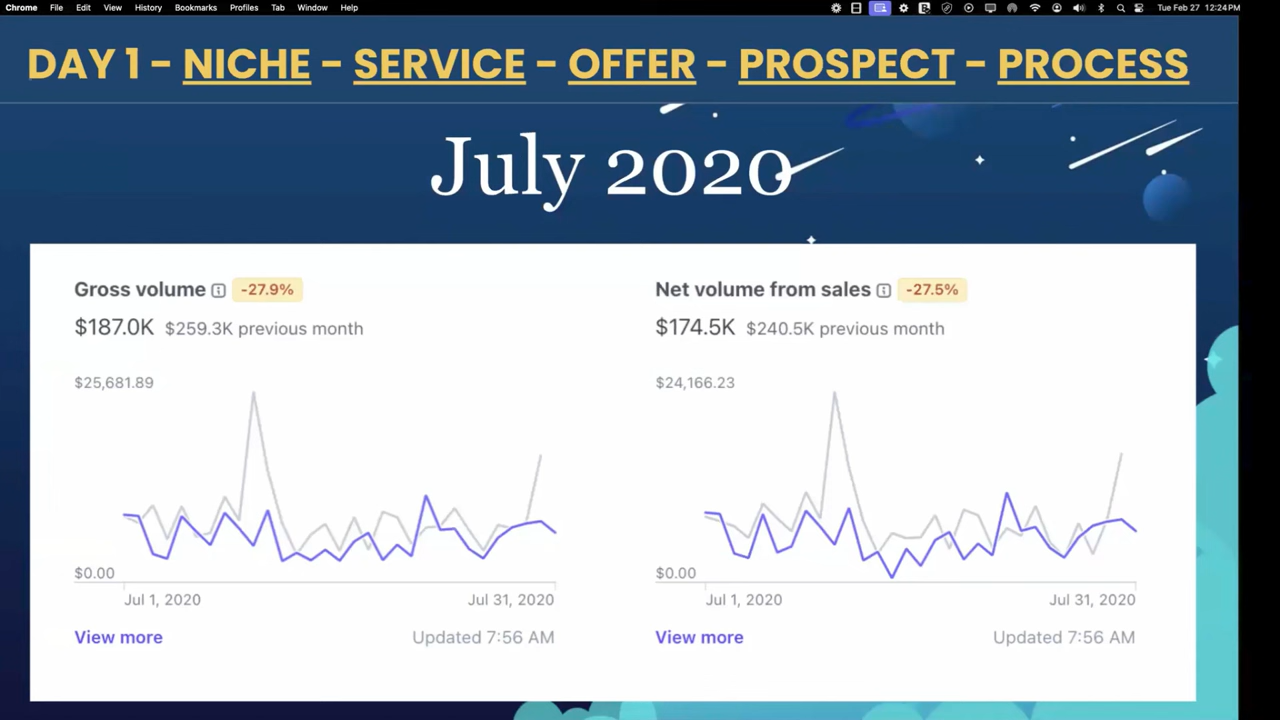 Chrome File Edit View History Bookmarks Profiles Tab Window Help Tue Feb 27 12:24PM
DAY 1 - NICHE - SERVICE - OFFER - PROSPECT - PROCESS
July 2020
Gross volume -27.9%
$187.0K $259.3K previous month
$25,681.89
$0.00
Jul 1, 2020 Jul 31, 2020
View more Updated 7:56 AM
Net volume from sales -27.5%
$174.5K $240.5K previous month
$24,166.23
$0.00
Jul 1, 2020 Jul 31, 2020
View more Updated 7:56 AM